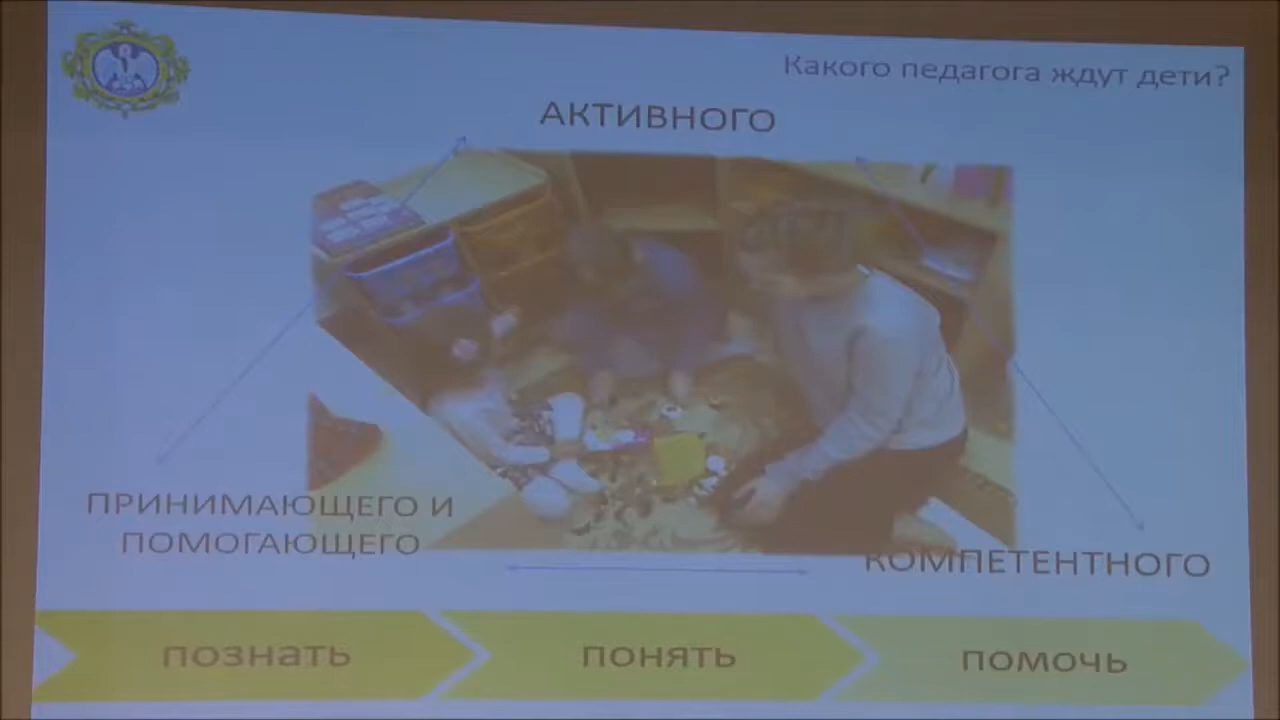 Какого педагога ждут дети?
АКТИВНОГО
ПРИНИМАЮЩЕГО И
ПОМОГАЮЩЕГО
КОМПЕТЕНТНОГО
познать
понять
помочь